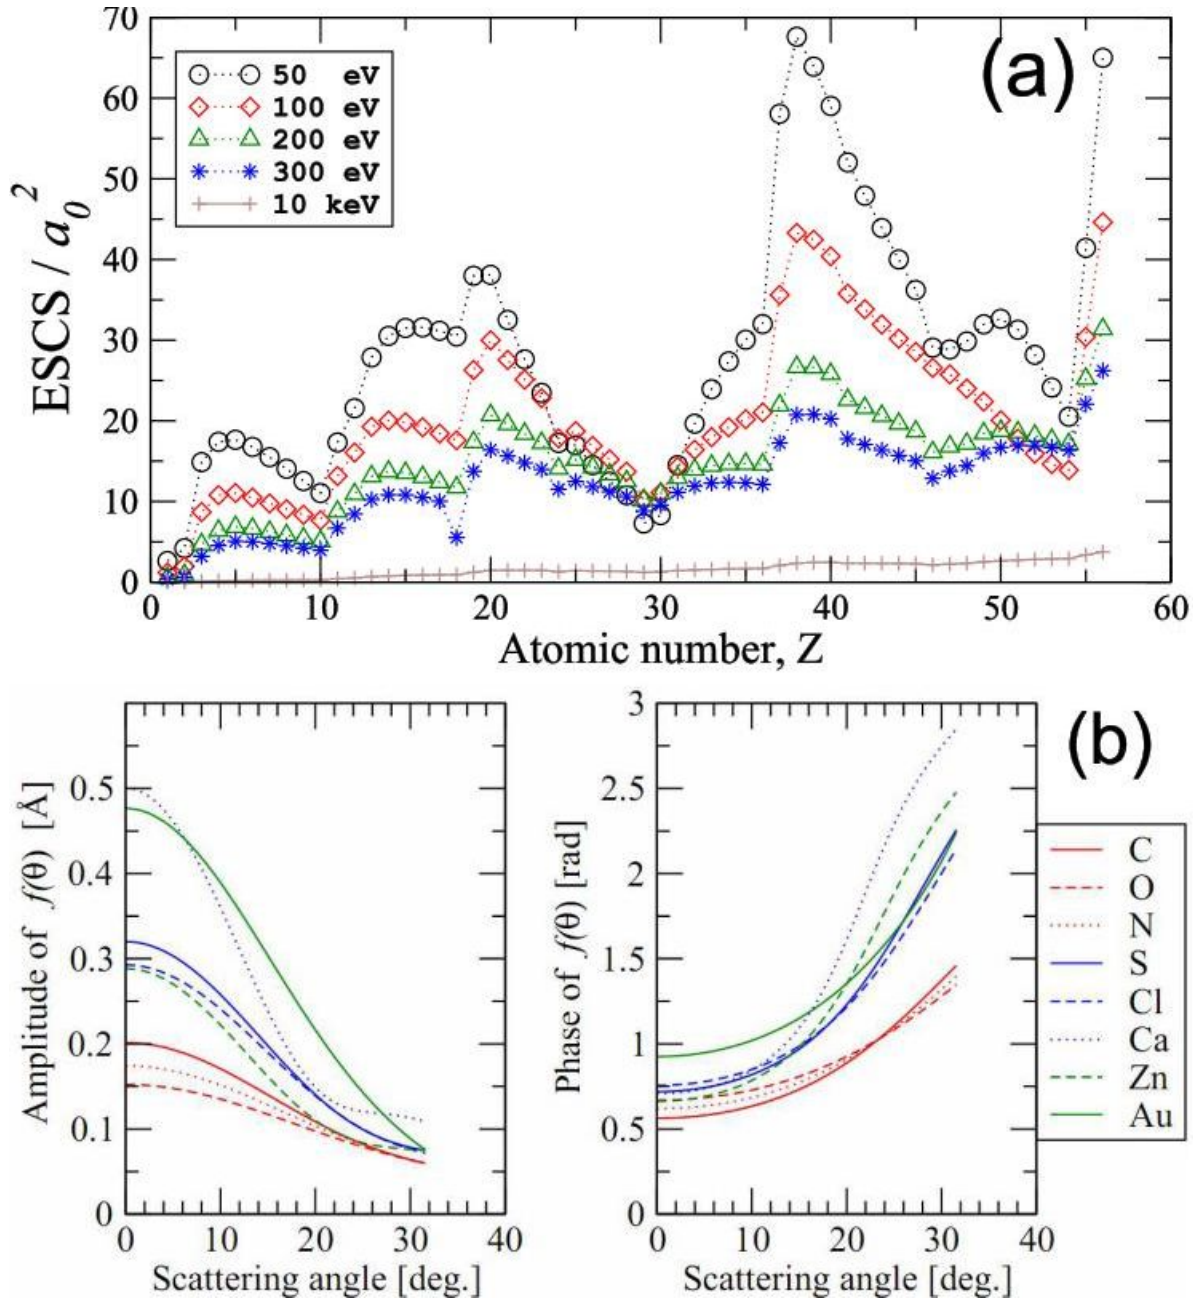 (a)
50 eV
100 eV
200 eV
300 eV
10 keV
ESCS / a₀²
70
60
50
40
30
20
10
0
0 10 20 30 40 50 60
Atomic number, Z
(b)
Amplitude of f(θ) [Å]
0.5
0.4
0.3
0.2
0.1
0
0 10 20 30 40
Scattering angle [deg.]
Phase of f(θ) [rad]
3
2.5
2
1.5
1
0.5
0
0 10 20 30 40
Scattering angle [deg.]
C
O
N
S
Cl
Ca
Zn
Au